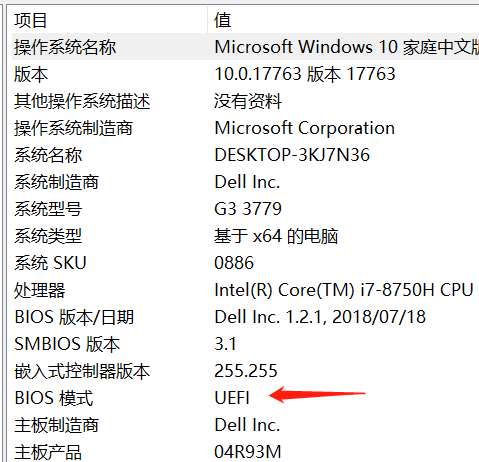 项目 值
操作系统名称 Microsoft Windows 10 家庭中文版
版本 10.0.17763 版本 17763
其他操作系统描述 没有资料
操作系统制造商 Microsoft Corporation
系统名称 DESKTOP-3KJ7N36
系统制造商 Dell Inc.
系统型号 G3 3779
系统类型 基于 x64 的电脑
系统 SKU 0886
处理器 Intel(R) Core(TM) i7-8750H CPU
BIOS 版本/日期 Dell Inc. 1.2.1, 2018/07/18
SMBIOS 版本 3.1
嵌入式控制器版本 255.255
BIOS 模式 UEFI
主板制造商 Dell Inc.
主板产品 04R93M